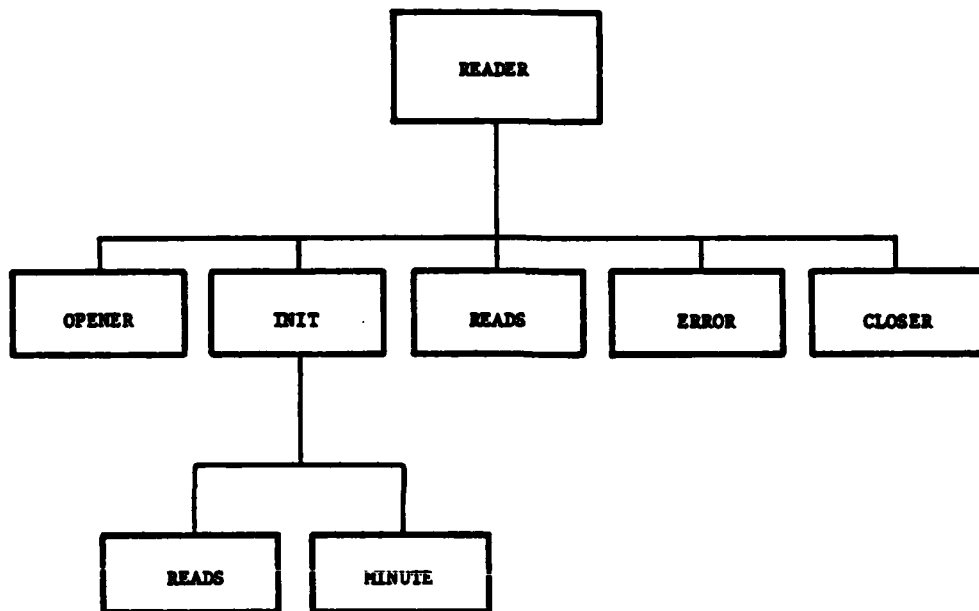 READER
OPENER
INIT
READS
ERROR
CLOSER
READS
MINUTE